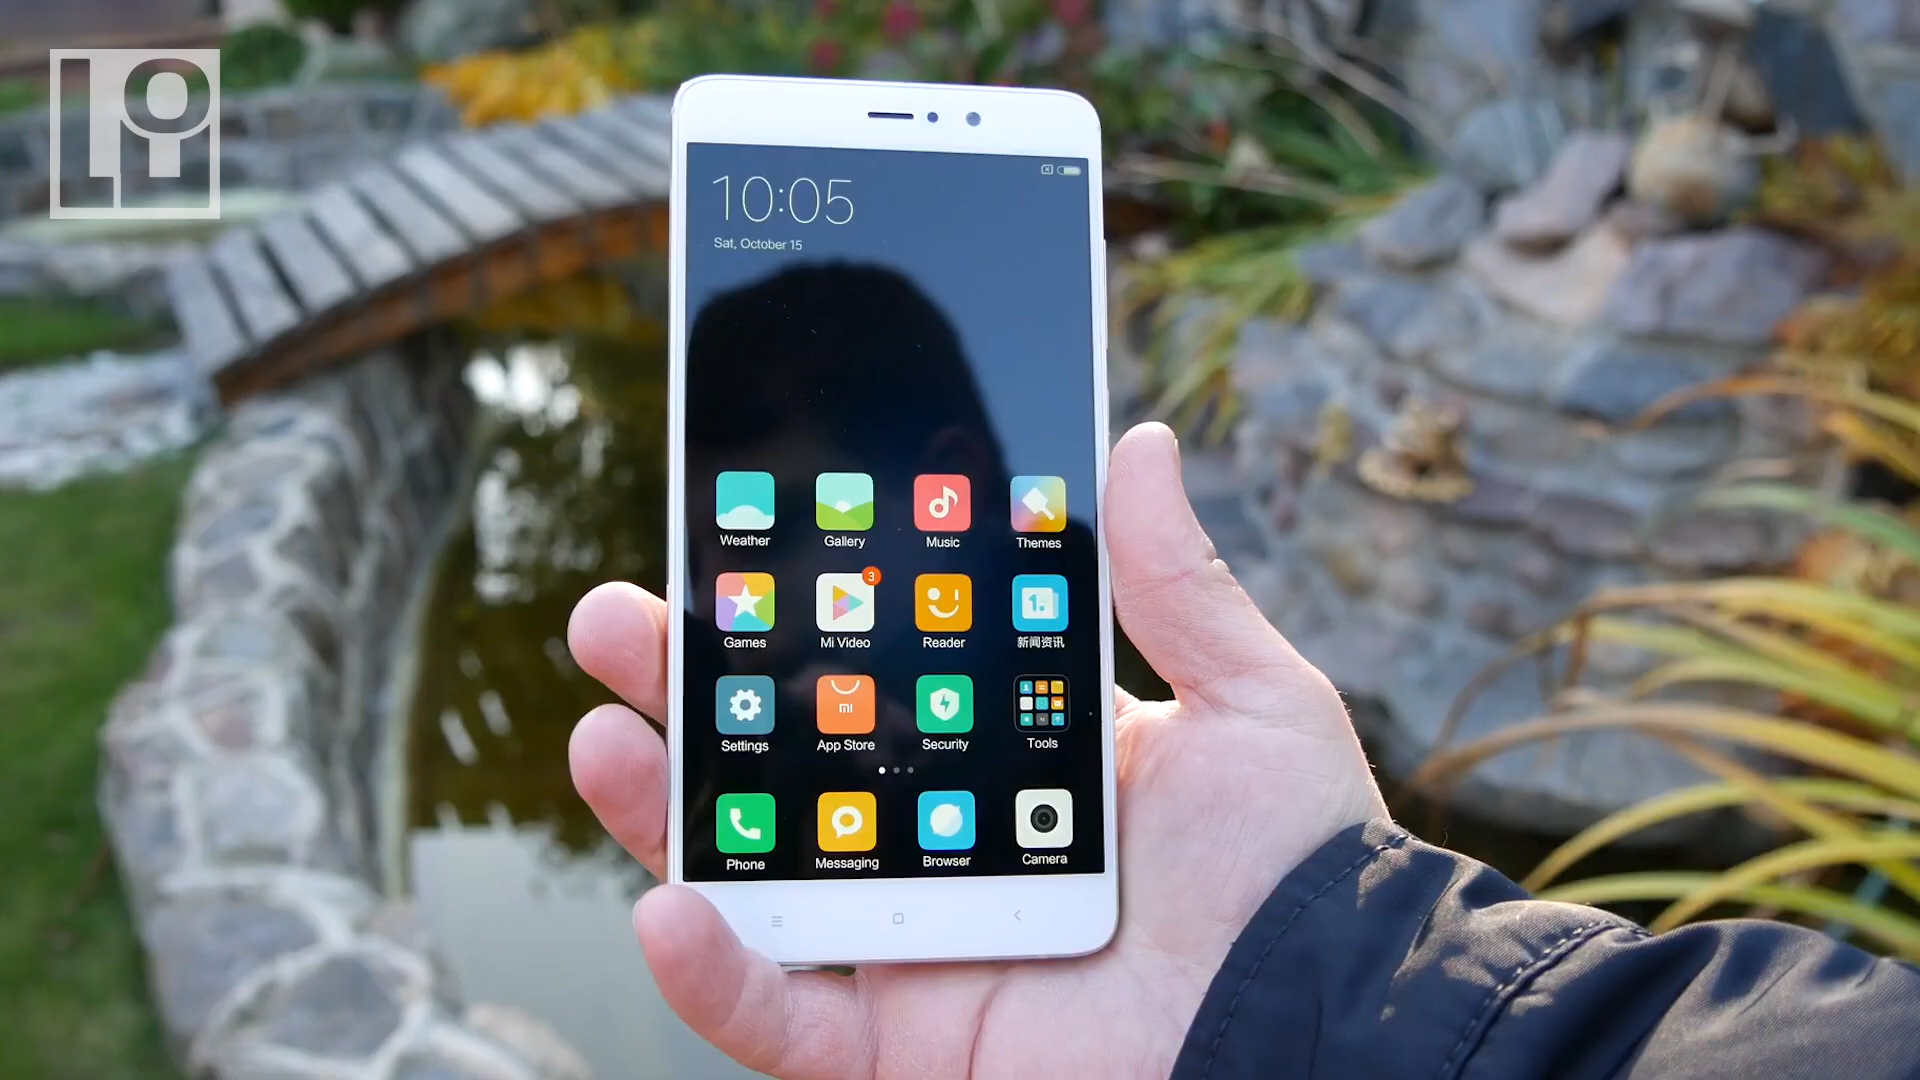 10:05
Sat, October 15
Weather Gallery Music Themes
3
Games Mi Video Reader 新闻资讯
1.
mi
Settings App Store Security Tools
Phone Messaging Browser Camera